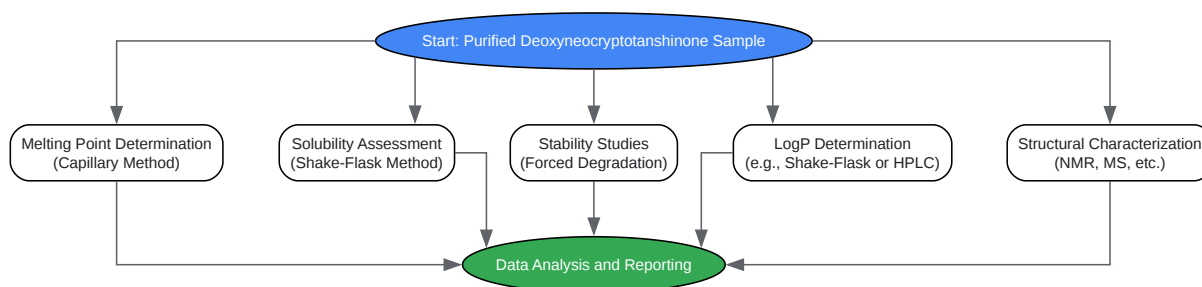 Start: Purified Deoxyneocryptotanshinone Sample
Melting Point Determination
(Capillary Method)
Solubility Assessment
(Shake-Flask Method)
Stability Studies
(Forced Degradation)
LogP Determination
(e.g., Shake-Flask or HPLC)
Structural Characterization
(NMR, MS, etc.)
Data Analysis and Reporting